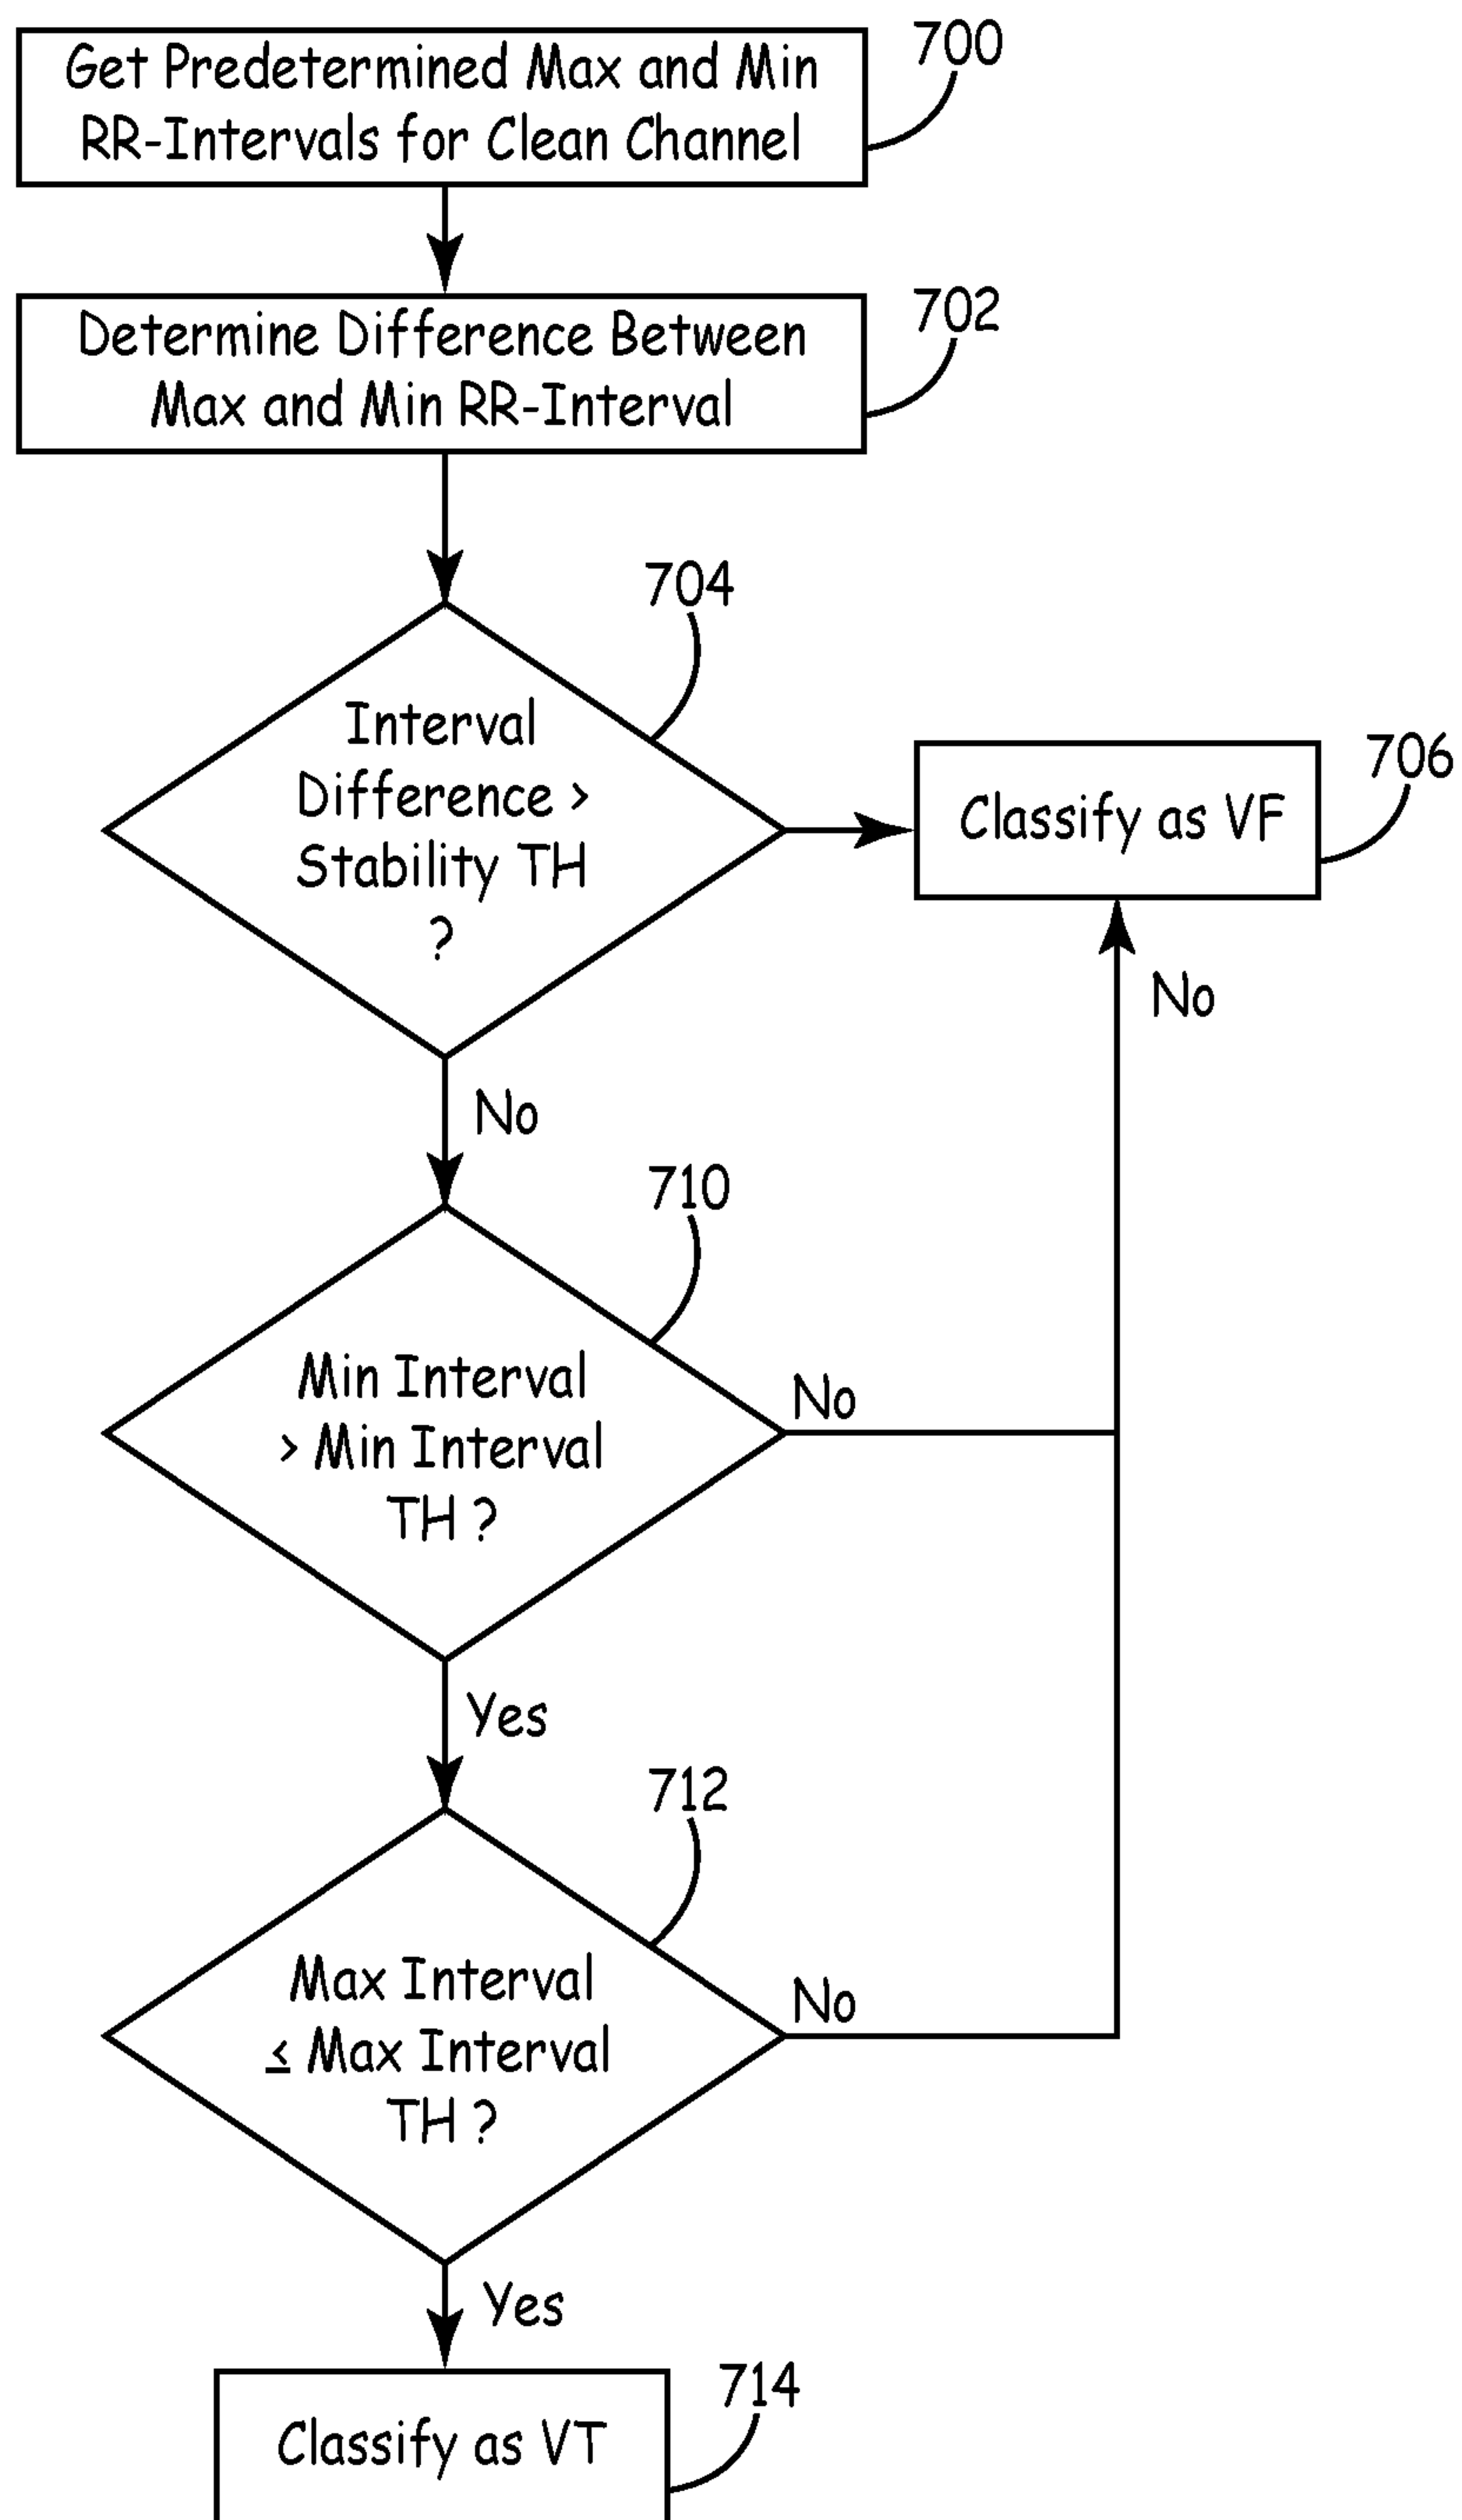 Get Predetermined Max and Min
RR-Intervals for Clean Channel
700
Determine Difference Between
Max and Min RR-Interval
702
704
Interval
Difference >
Stability TH
?
706
Classify as VF
No
No
710
Min Interval
> Min Interval
TH ?
No
Yes
712
Max Interval
≤ Max Interval
TH ?
No
Yes
714
Classify as VT